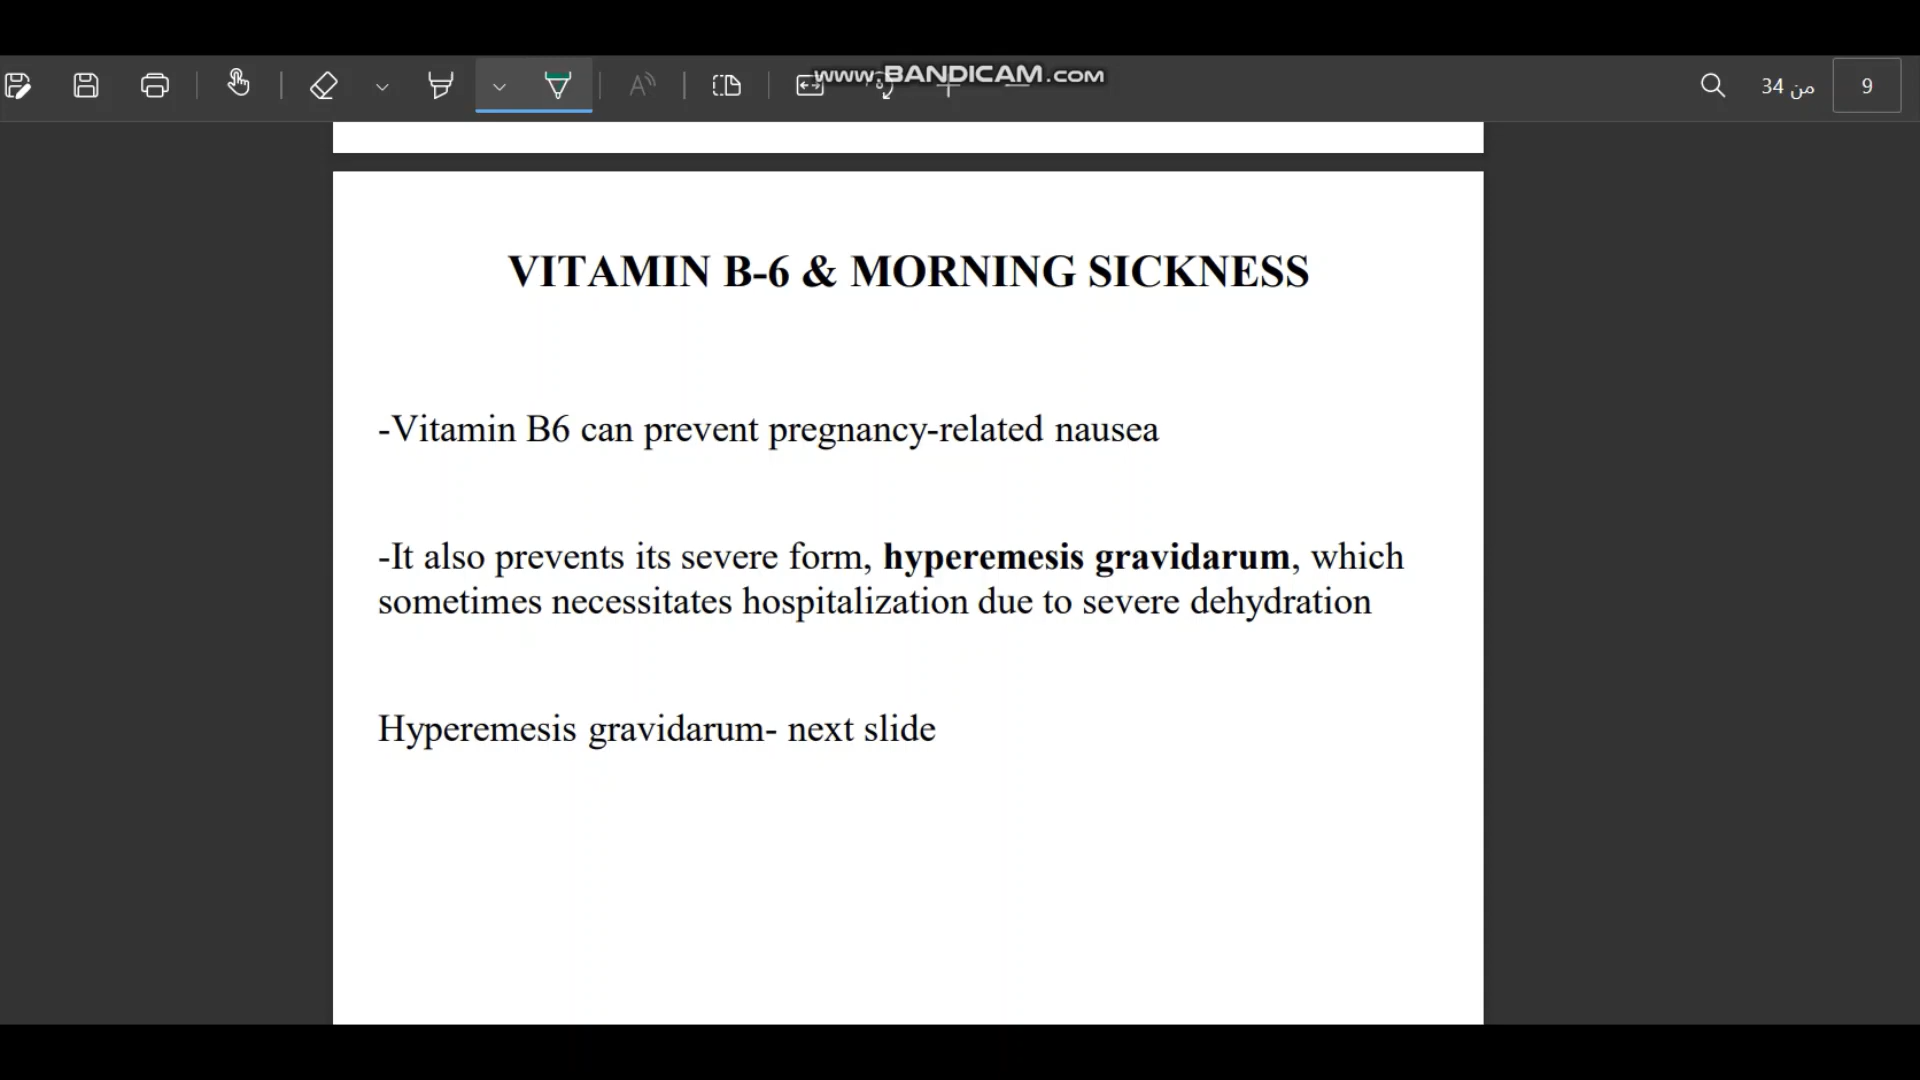 www.BANDICAM.com
من 34
9
VITAMIN B-6 & MORNING SICKNESS
-Vitamin B6 can prevent pregnancy-related nausea
-It also prevents its severe form, hyperemesis gravidarum, which
sometimes necessitates hospitalization due to severe dehydration
Hyperemesis gravidarum- next slide